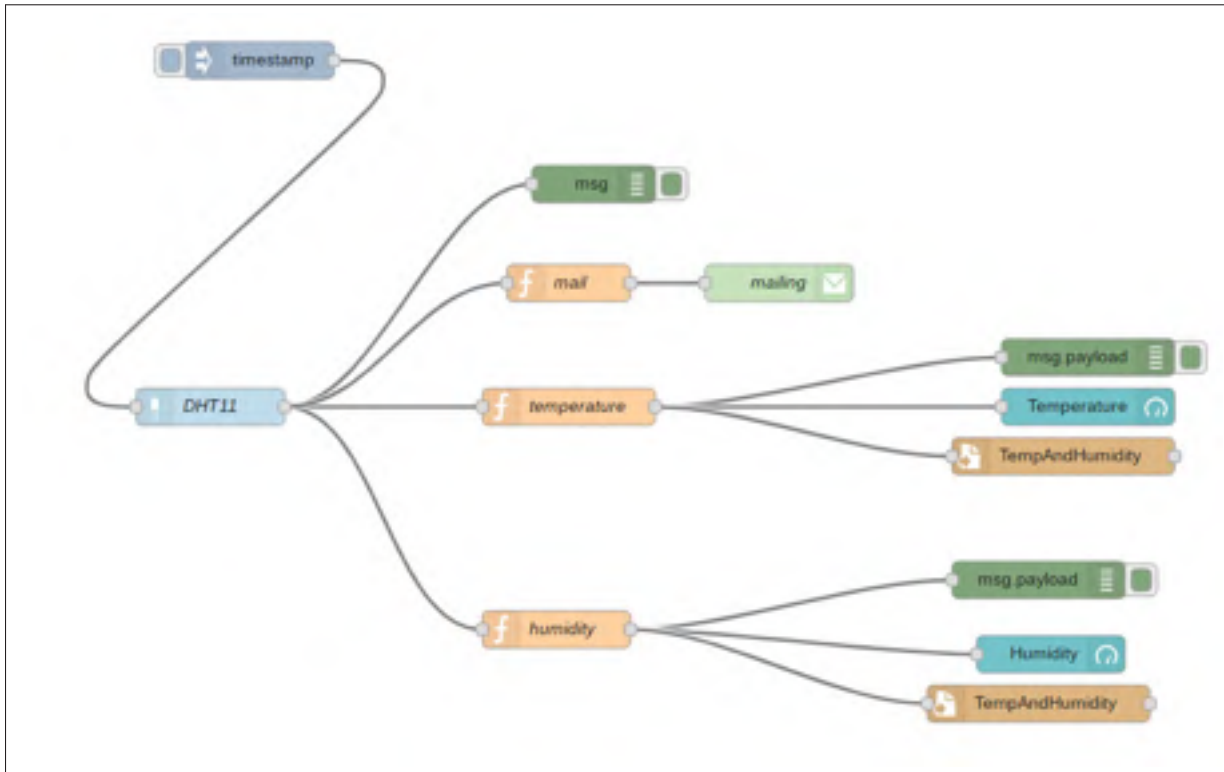 timestamp
msg
mail
mailing
msg.payload
DHT11
temperature
Temperature
TempAndHumidity
msg.payload
humidity
Humidity
TempAndHumidity